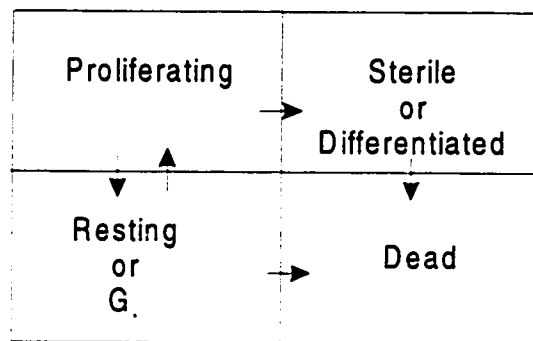 Proliferating
Sterile
or
Differentiated
Resting
or
G.
Dead